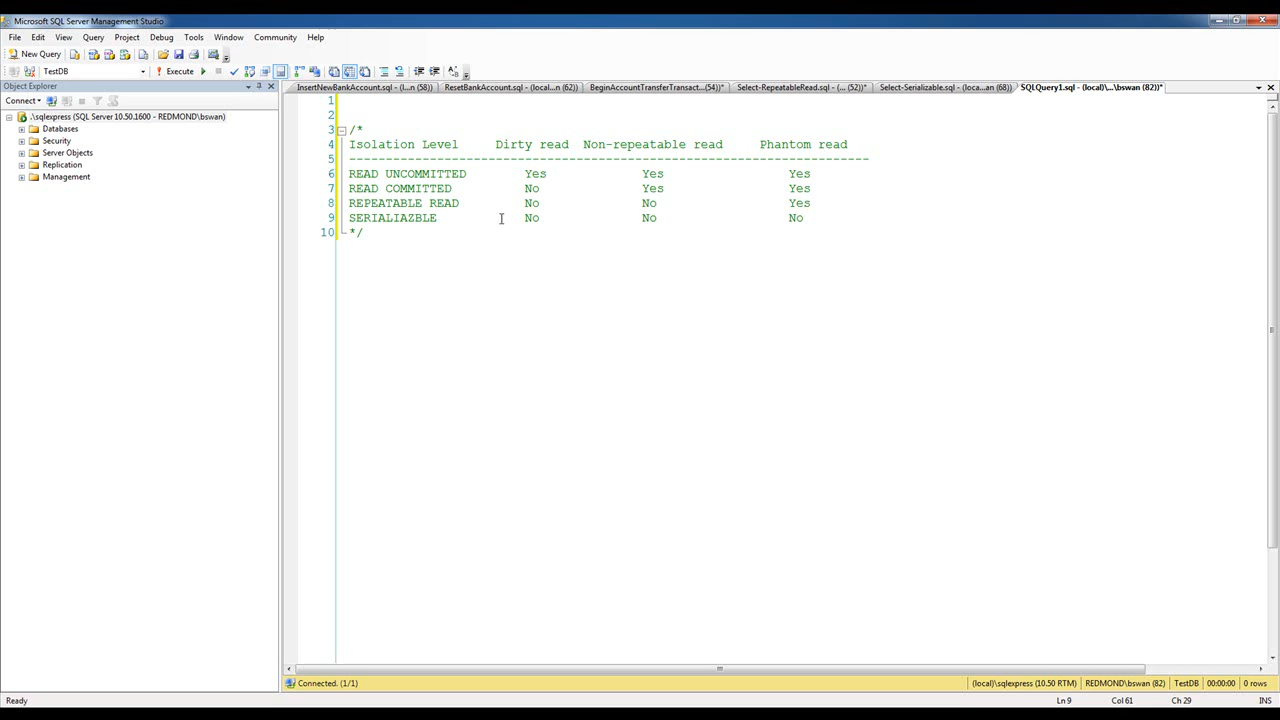 Microsoft SQL Server Management Studio
File Edit View Query Project Debug Tools Window Community Help
New Query
TestDB Execute
Object Explorer
Connect
.\sqlexpress (SQL Server 10.50.1600 - REDMOND\bswan)
Databases
Security
Server Objects
Replication
Management
InsertNewBankAccount.sql - (l...n (58)) ResetBankAccount.sql - (local...n (62)) BeginAccountTransferTransact...(54))* Select-RepeatableRead.sql - (... (52))* Select-Serializable.sql - (loca...an (68)) SQLQuery1.sql - (local)\...\bswan (82))*
1
2
3 /*
4 Isolation Level Dirty read Non-repeatable read Phantom read
5 -----------------------------------------------------------------------
6 READ UNCOMMITTED Yes Yes Yes
7 READ COMMITTED No Yes Yes
8 REPEATABLE READ No No Yes
9 SERIALIAZBLE No No No
10 */
Connected. (1/1) (local)\sqlexpress (10.50 RTM) REDMOND\bswan (82) TestDB 00:00:00 0 rows
Ready Ln 9 Col 61 Ch 29 INS